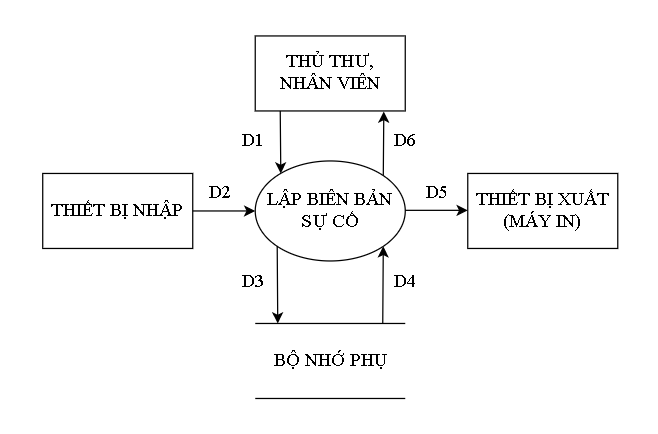 THỦ THƯ,
NHÂN VIÊN
D1
D6
THIẾT BỊ NHẬP
D2
LẬP BIÊN BẢN
SỰ CỐ
D5
THIẾT BỊ XUẤT
(MÁY IN)
D3
D4
BỘ NHỚ PHỤ